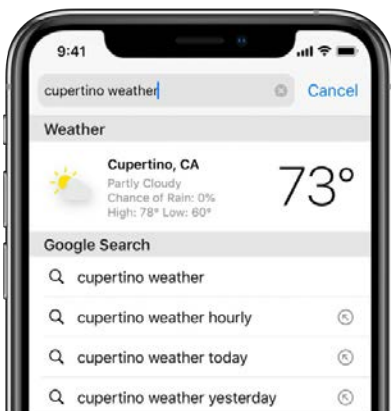 9:41
cupertino weather
Cancel
Weather
Cupertino, CA
Partly Cloudy
Chance of Rain: 0%
High: 78° Low: 60°
73°
Google Search
cupertino weather
cupertino weather hourly
cupertino weather today
cupertino weather yesterday